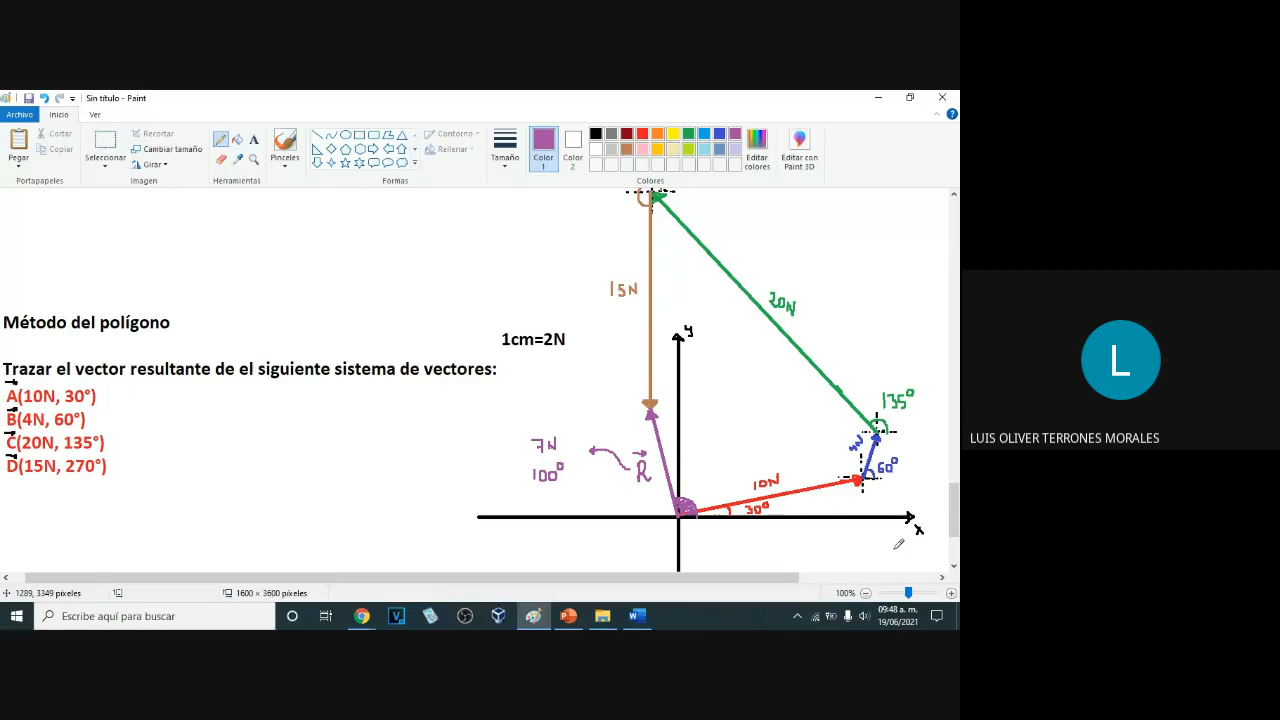 Sin título - Paint
Archivo
Inicio
Ver
Pegar
Cortar
Copiar
Portapapeles
Seleccionar
Recortar
Cambiar tamaño
Girar
Imagen
A
Herramientas
Pinceles
Contorno
Rellenar
Formas
Tamaño
Color 1
Color 2
Editar colores
Editar con Paint 3D
Colores
15N
20N
Método del polígono
1cm=2N
y
Trazar el vector resultante de el siguiente sistema de vectores:
A(10N, 30°)
B(4N, 60°)
C(20N, 135°)
D(15N, 270°)
135°
4N
60°
7N
100°
R
10N
30°
x
L
LUIS OLIVER TERRONES MORALES
1289, 3349 píxeles
1600 × 3600 píxeles
100%
Escribe aquí para buscar
09:48 a. m.
19/06/2021